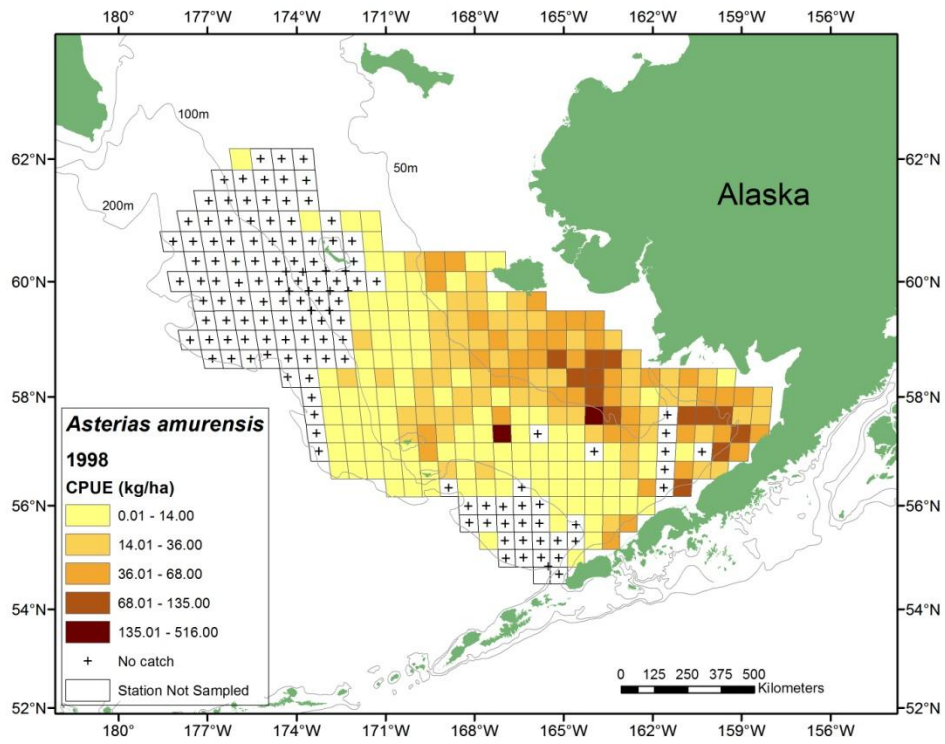 180° 177°W 174°W 171°W 168°W 165°W 162°W 159°W 156°W
100m
50m
62°N 62°N
200m
Alaska
60°N 60°N
58°N 58°N
Asterias amurensis
1998
CPUE (kg/ha)
56°N 56°N
0.01 - 14.00
14.01 - 36.00
36.01 - 68.00
54°N 54°N
68.01 - 135.00
135.01 - 516.00
No catch
0 125 250 375 500
Kilometers
Station Not Sampled
52°N 52°N
180° 177°W 174°W 171°W 168°W 165°W 162°W 159°W 156°W